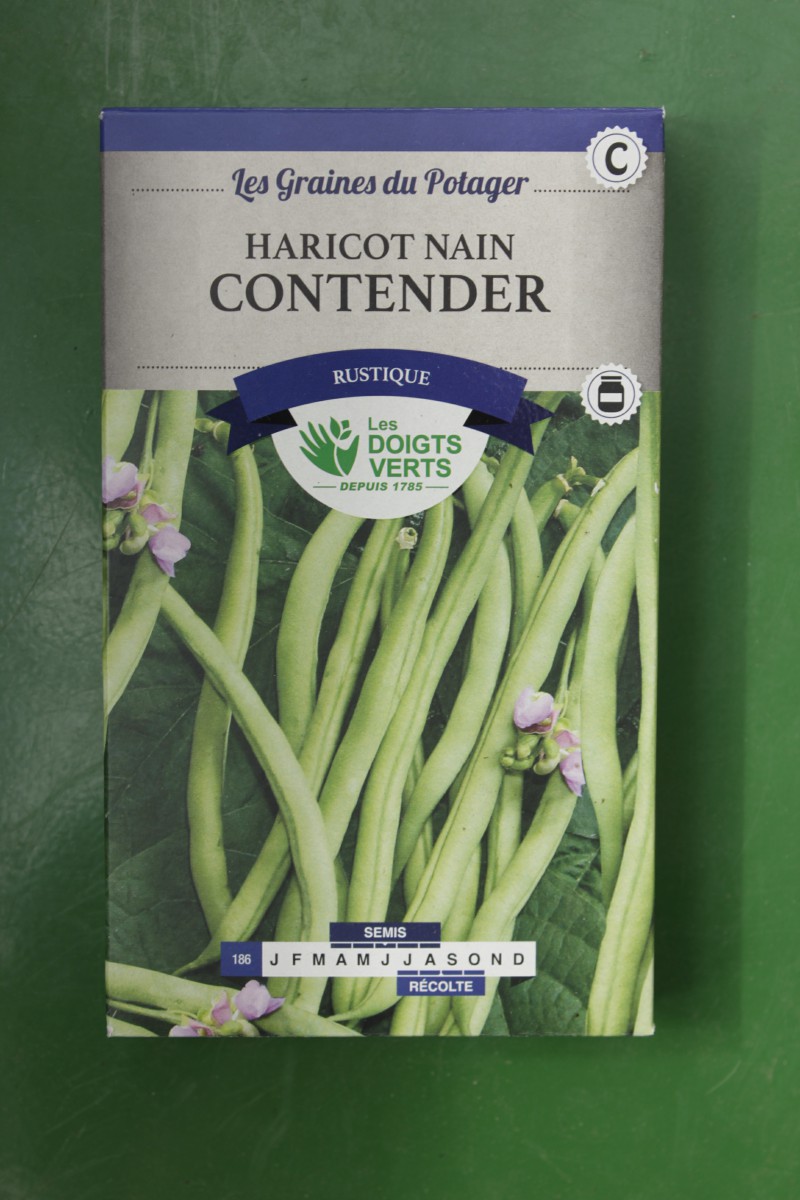 C
Les Graines du Potager
HARICOT NAIN
CONTENDER
RUSTIQUE
Les
DOIGTS
VERTS
DEPUIS 1785
SEMIS
186 J F M A M J J A S O N D
RÉCOLTE